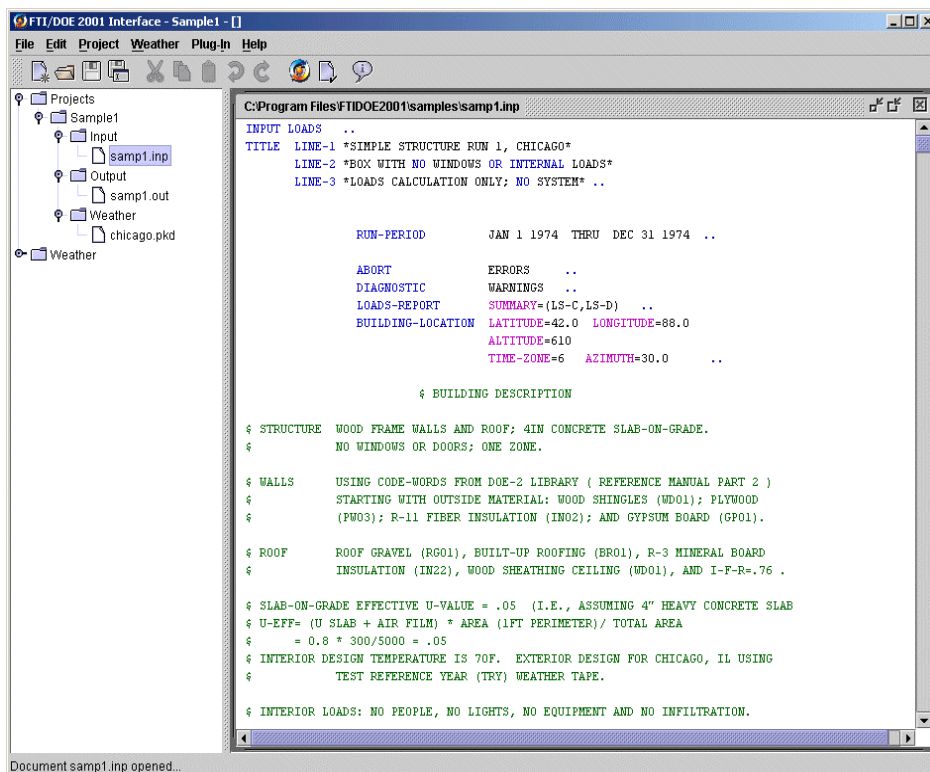 FTI/DOE 2001 Interface - Sample1 - []
File Edit Project Weather Plug-In Help
Projects
Sample1
Input
samp1.inp
Output
samp1.out
Weather
chicago.pkd
Weather
C:\Program Files\FTIDOE2001\samples\samp1.inp
INPUT LOADS ..
TITLE LINE-1 *SIMPLE STRUCTURE RUN 1, CHICAGO*
LINE-2 *BOX WITH NO WINDOWS OR INTERNAL LOADS*
LINE-3 *LOADS CALCULATION ONLY; NO SYSTEM* ..
RUN-PERIOD JAN 1 1974 THRU DEC 31 1974 ..
ABORT ERRORS ..
DIAGNOSTIC WARNINGS ..
LOADS-REPORT SUMMARY=(LS-C,LS-D) ..
BUILDING-LOCATION LATITUDE=42.0 LONGITUDE=88.0
ALTITUDE=610
TIME-ZONE=6 AZIMUTH=30.0 ..
$ BUILDING DESCRIPTION
$ STRUCTURE WOOD FRAME WALLS AND ROOF; 4IN CONCRETE SLAB-ON-GRADE.
$ NO WINDOWS OR DOORS; ONE ZONE.
$ WALLS USING CODE-WORDS FROM DOE-2 LIBRARY ( REFERENCE MANUAL PART 2 )
$ STARTING WITH OUTSIDE MATERIAL: WOOD SHINGLES (WD01); PLYWOOD
$ (PW03); R-11 FIBER INSULATION (IN02); AND GYPSUM BOARD (GP01).
$ ROOF ROOF GRAVEL (RG01), BUILT-UP ROOFING (BR01), R-3 MINERAL BOARD
$ INSULATION (IN22), WOOD SHEATHING CEILING (WD01), AND I-F-R=.76 .
$ SLAB-ON-GRADE EFFECTIVE U-VALUE = .05 (I.E., ASSUMING 4" HEAVY CONCRETE SLAB
$ U-EFF= (U SLAB + AIR FILM) * AREA (1FT PERIMETER)/ TOTAL AREA
$ = 0.8 * 300/5000 = .05
$ INTERIOR DESIGN TEMPERATURE IS 70F. EXTERIOR DESIGN FOR CHICAGO, IL USING
$ TEST REFERENCE YEAR (TRY) WEATHER TAPE.
$ INTERIOR LOADS: NO PEOPLE, NO LIGHTS, NO EQUIPMENT AND NO INFILTRATION.
Document samp1.inp opened...